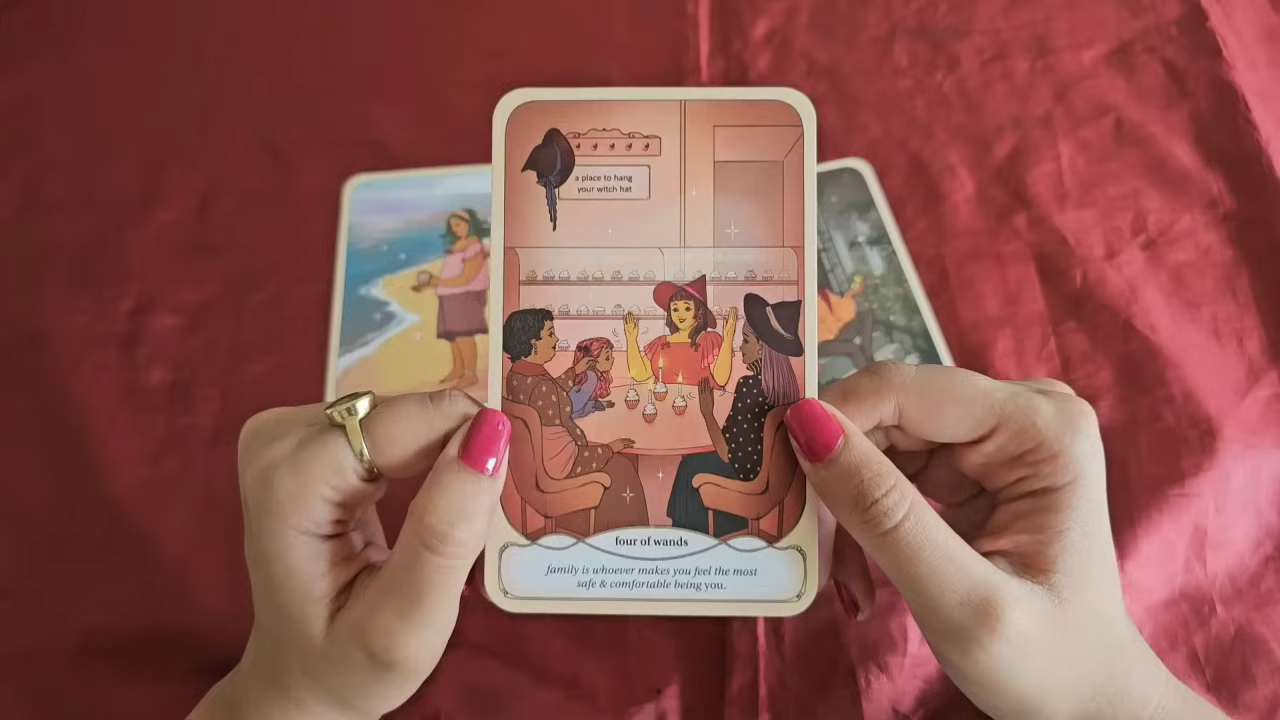 a place to hang
your witch hat
four of wands
family is whoever makes you feel the most
safe & comfortable being you.